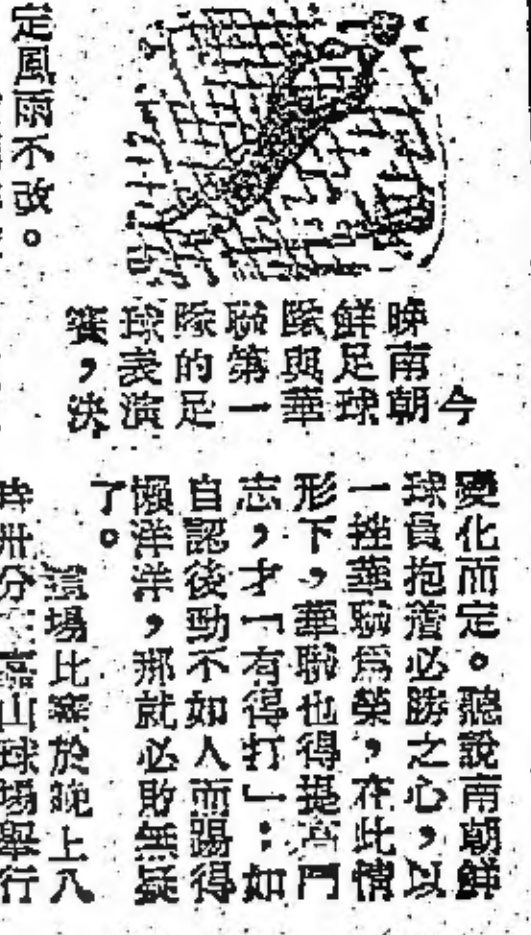 今
晚南朝
鮮足球
隊與華
聯第一
隊的足
球表演
賽，決
定風雨不改。
變化而定。聽說南朝鮮
球員抱着必勝之心，以
一挫華聯爲榮，在此情
形下，華聯也得提高鬥
志，才「有得打」：如
自認後勁不如人而踢得
懶洋洋，那就必敗無疑
了。
這場比賽於晚上八
時卅分在嘉山球場舉行